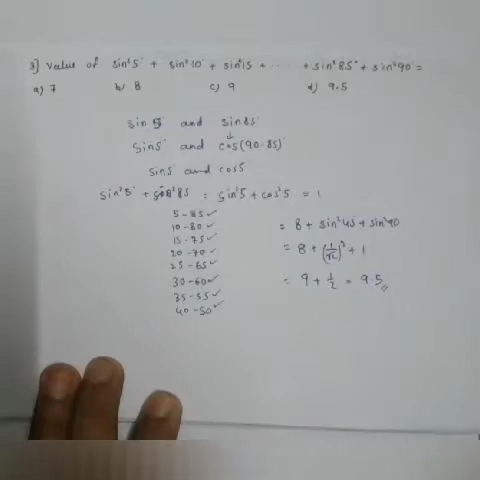 3] Value of sin²5° + sin²10° + sin²15 + ..... + sin²85° + sin²90° =
a) 7 b) 8 c) 9 d) 9.5
sin 5° and sin85°
sin5° and cos(90-85)°
↓
sin5 and cos5
sin²5° + sin²85 = sin²5 + cos²5 = 1
5-85 ✓
10-80 ✓
15-75 ✓
20-70 ✓
25-65 ✓
30-60 ✓
35-55 ✓
40-50 ✓
= 8 + sin²45 + sin²90
= 8 + (1/√2)² + 1
= 9 + 1/2 = 9.5